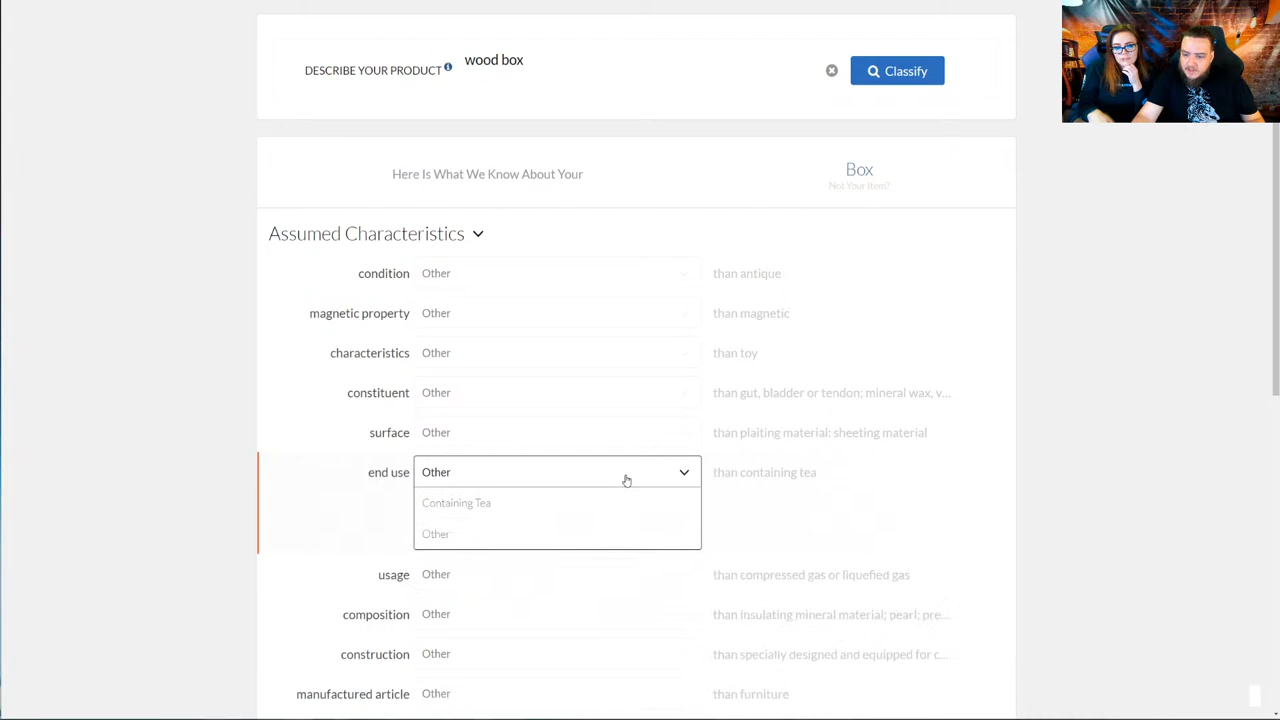 wood box
DESCRIBE YOUR PRODUCT
Classify
Here Is What We Know About Your
Box
Not Your Item?
Assumed Characteristics
condition Other than antique
magnetic property Other than magnetic
characteristics Other than toy
constituent Other than gut, bladder or tendon; mineral wax, v...
surface Other than plaiting material; sheeting material
end use Other than containing tea
Containing Tea
Other
usage Other than compressed gas or liquefied gas
composition Other than insulating mineral material; pearl; pre...
construction Other than specially designed and equipped for c...
manufactured article Other than furniture